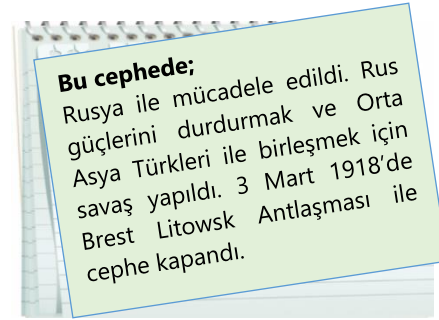 Bu cephede;
Rusya ile mücadele edildi. Rus
güçlerini durdurmak ve Orta
Asya Türkleri ile birleşmek için
savaş yapıldı. 3 Mart 1918’de
Brest Litowsk Antlaşması ile
cephe kapandı.